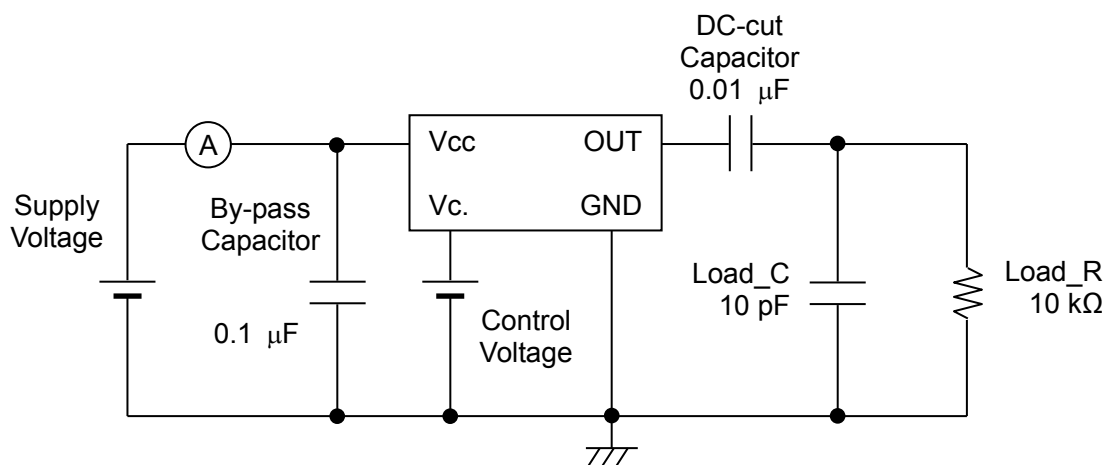 DC-cut
Capacitor
0.01 μF
A
Vcc
OUT
Vc.
GND
Supply
Voltage
By-pass
Capacitor
0.1 μF
Control
Voltage
Load_C
10 pF
Load_R
10 kΩ